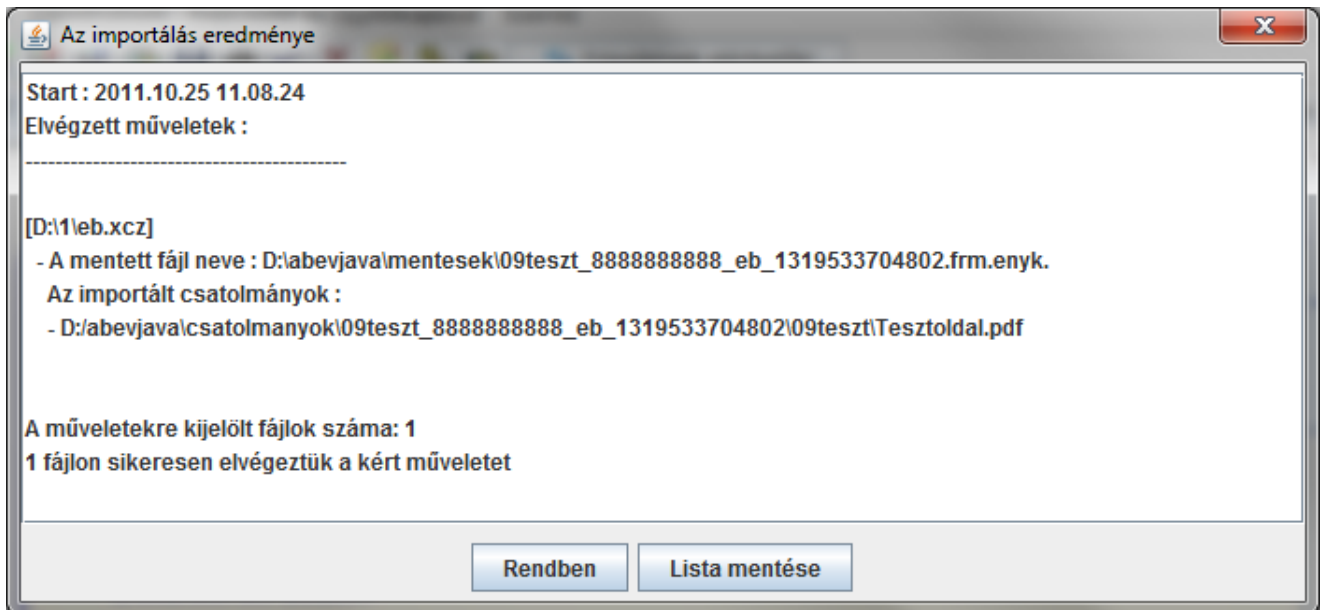 Az importálás eredménye
Start : 2011.10.25 11.08.24
Elvégzett műveletek :
-------------------------------------------
[D:\1\eb.xcz]
- A mentett fájl neve : D:\abevjava\mentesek\09teszt_8888888888_eb_1319533704802.frm.enyk.
Az importált csatolmányok :
- D:/abevjava\csatolmanyok\09teszt_8888888888_eb_1319533704802\09teszt\Tesztoldal.pdf
A műveletekre kijelölt fájlok száma: 1
1 fájlon sikeresen elvégeztük a kért műveletet
Rendben
Lista mentése